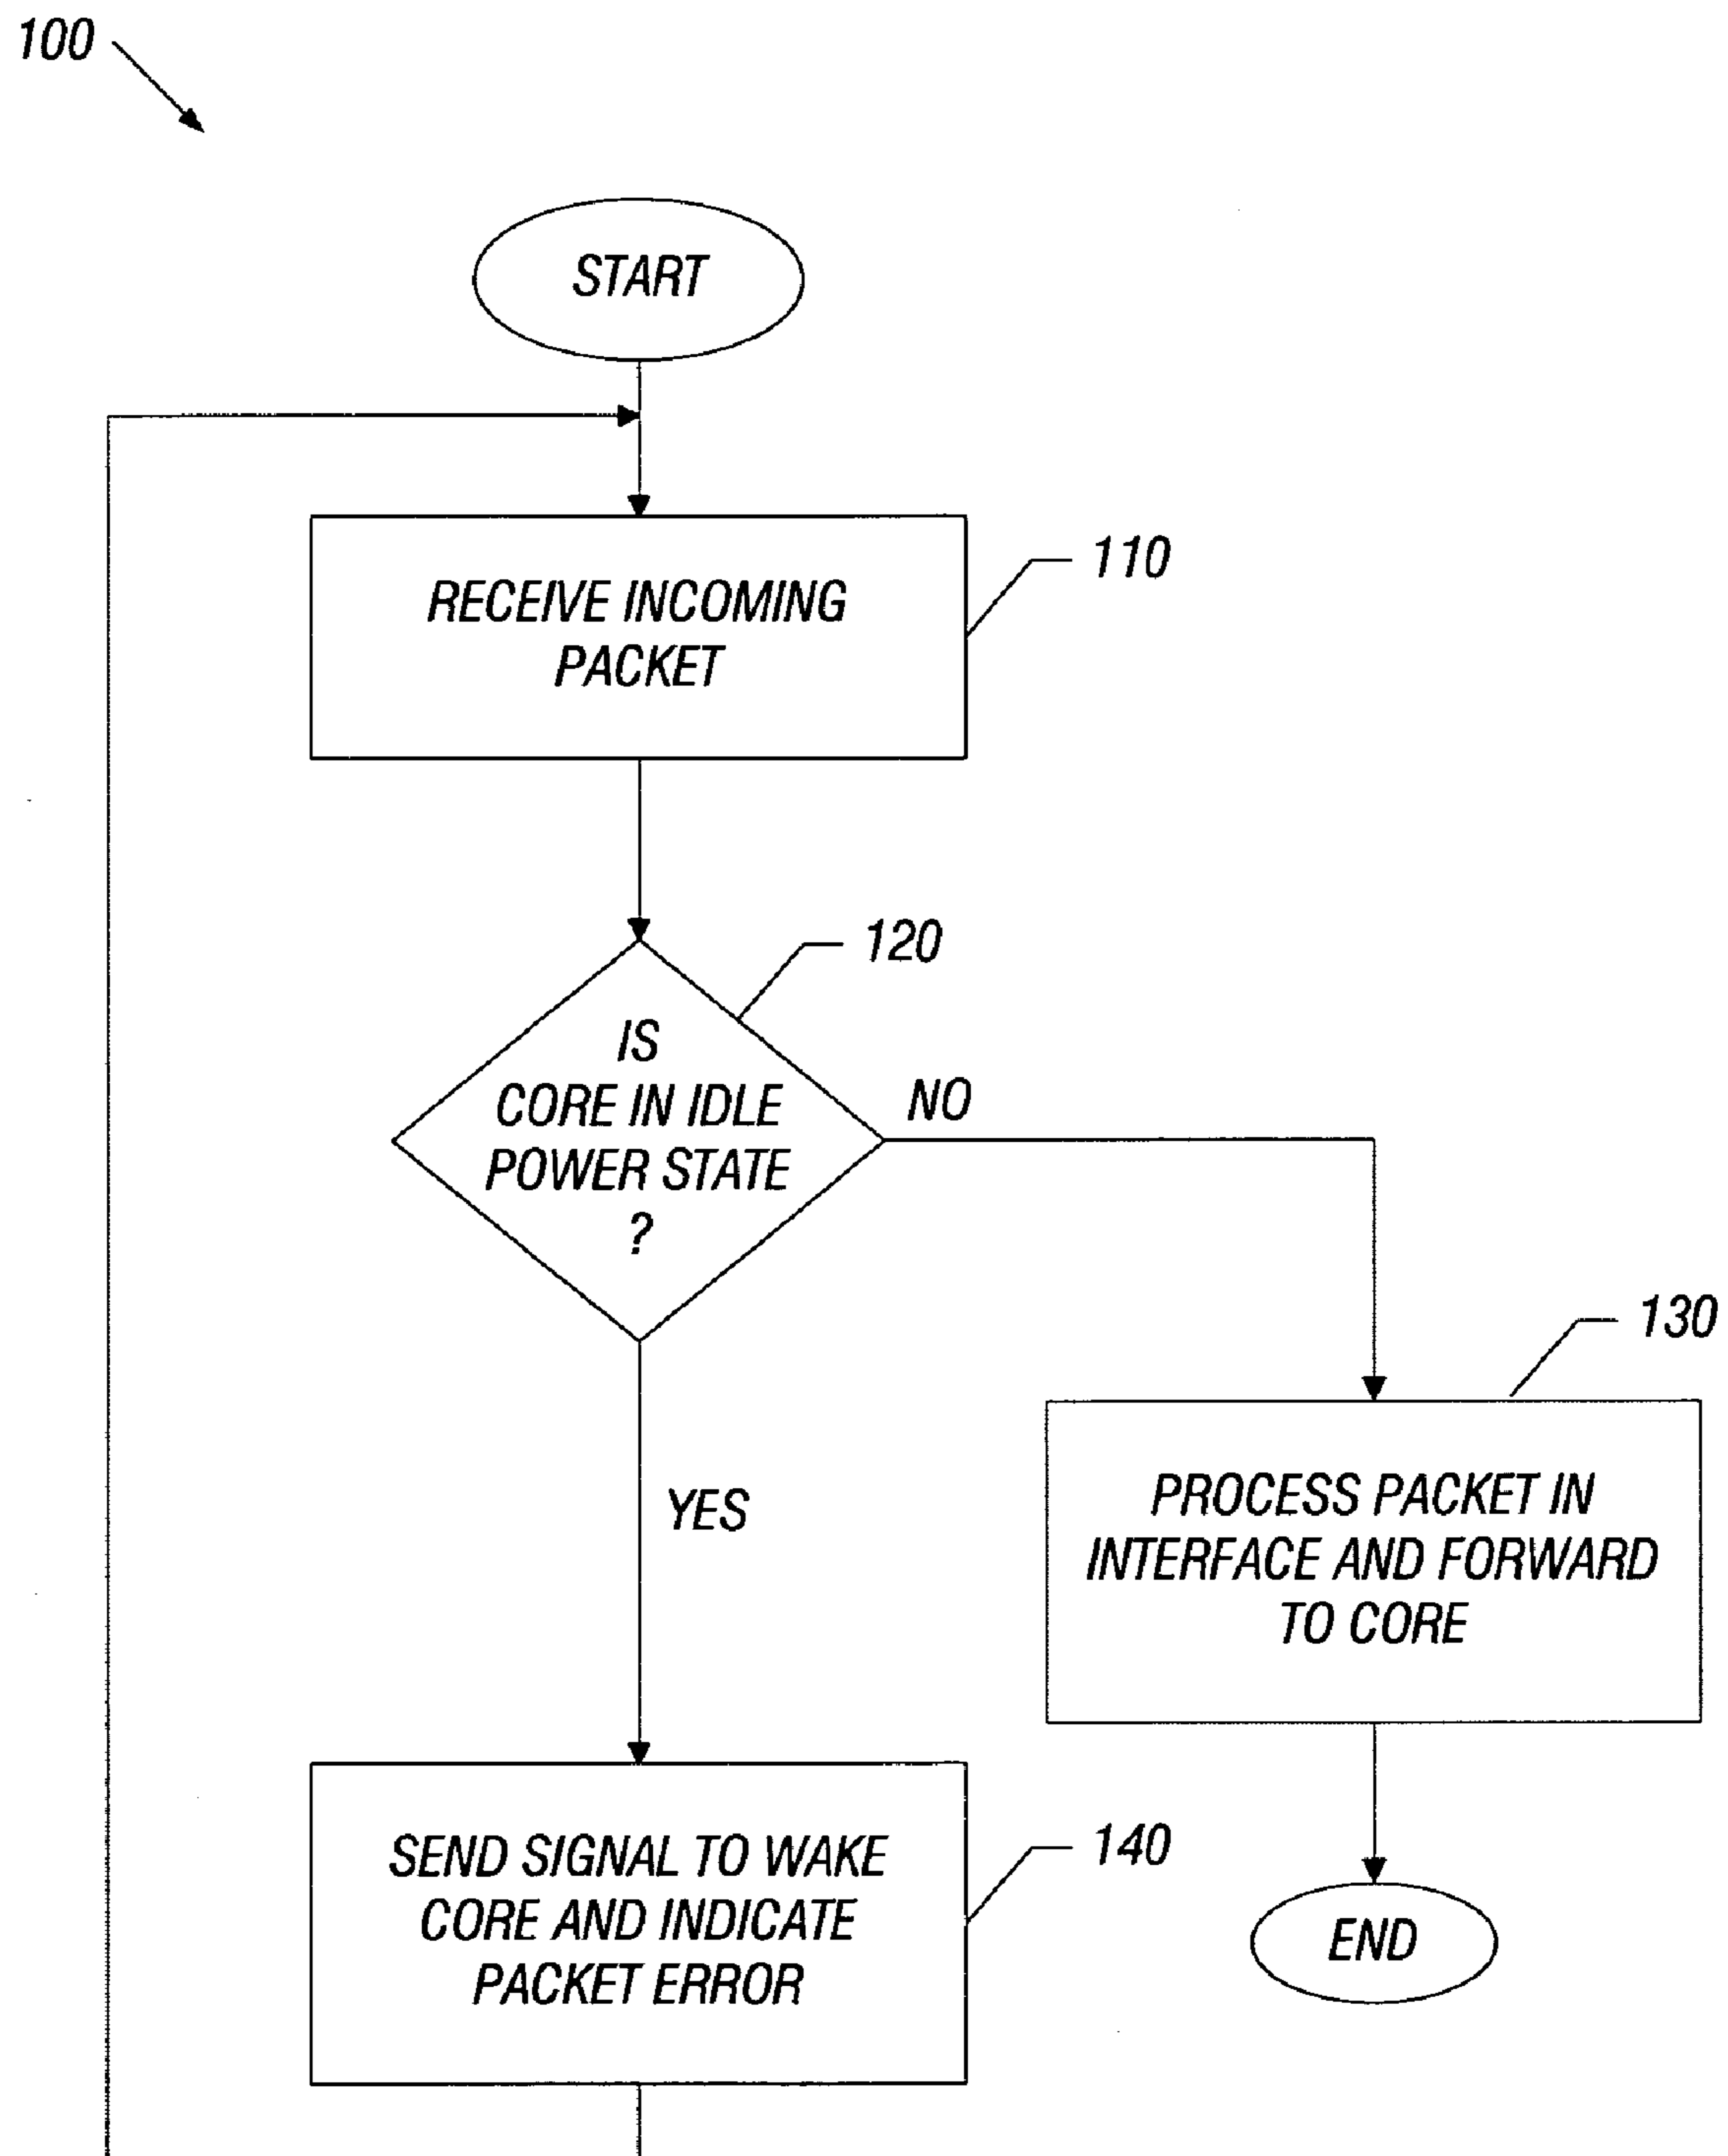 100
START
RECEIVE INCOMING
PACKET
110
120
IS
CORE IN IDLE
POWER STATE
?
NO
130
YES
PROCESS PACKET IN
INTERFACE AND FORWARD
TO CORE
SEND SIGNAL TO WAKE
CORE AND INDICATE
PACKET ERROR
140
END